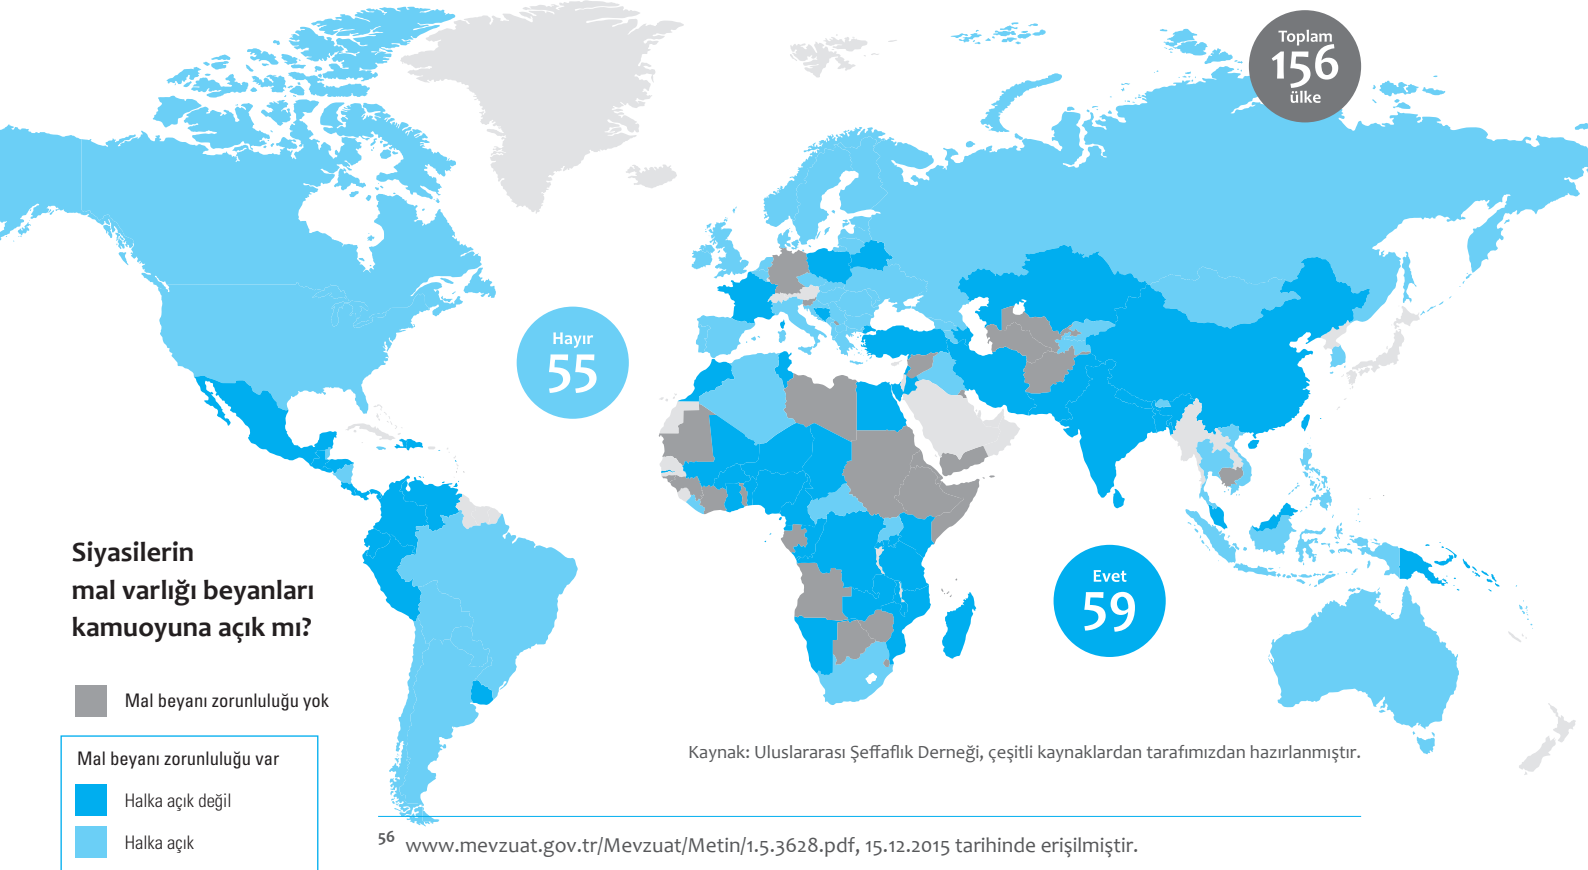 Toplam
156
ülke
Hayır
55
Evet
59
Siyasilerin
mal varlığı beyanları
kamuoyuna açık mı?
Mal beyanı zorunluluğu yok
Mal beyanı zorunluluğu var
Halka açık değil
Halka açık
Kaynak: Uluslararası Şeffaflık Derneği, çeşitli kaynaklardan tarafımızdan hazırlanmıştır.
56 www.mevzuat.gov.tr/Mevzuat/Metin/1.5.3628.pdf, 15.12.2015 tarihinde erişilmiştir.